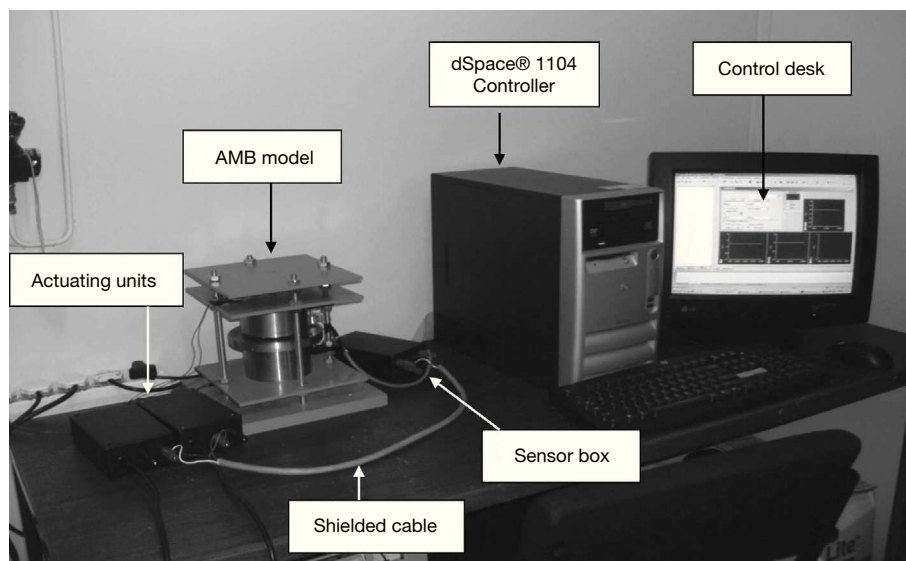 dSpace® 1104
Controller
Control desk
AMB model
Actuating units
Sensor box
Shielded cable
Lite